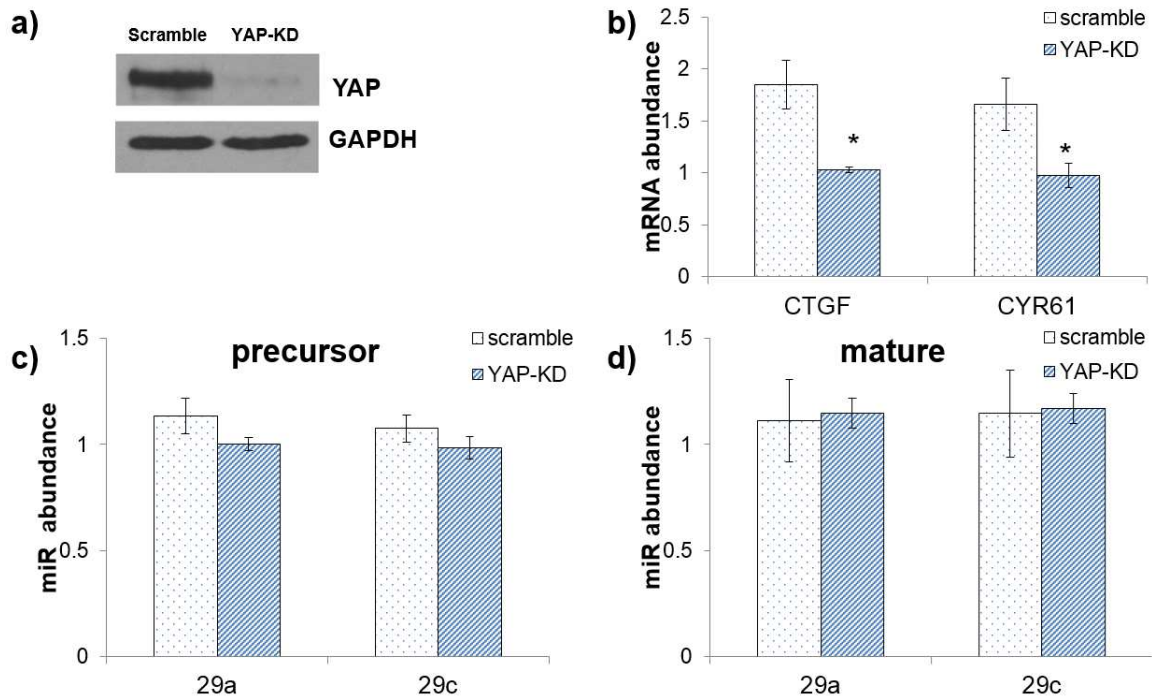 a)
Scramble YAP-KD
YAP
GAPDH
b)
mRNA abundance
2.5
2
1.5
1
0.5
0
scramble
YAP-KD
*
*
CTGF CYR61
c)
precursor
miR abundance
1.5
1
0.5
0
scramble
YAP-KD
29a 29c
d)
mature
miR abundance
1.5
1
0.5
0
scramble
YAP-KD
29a 29c